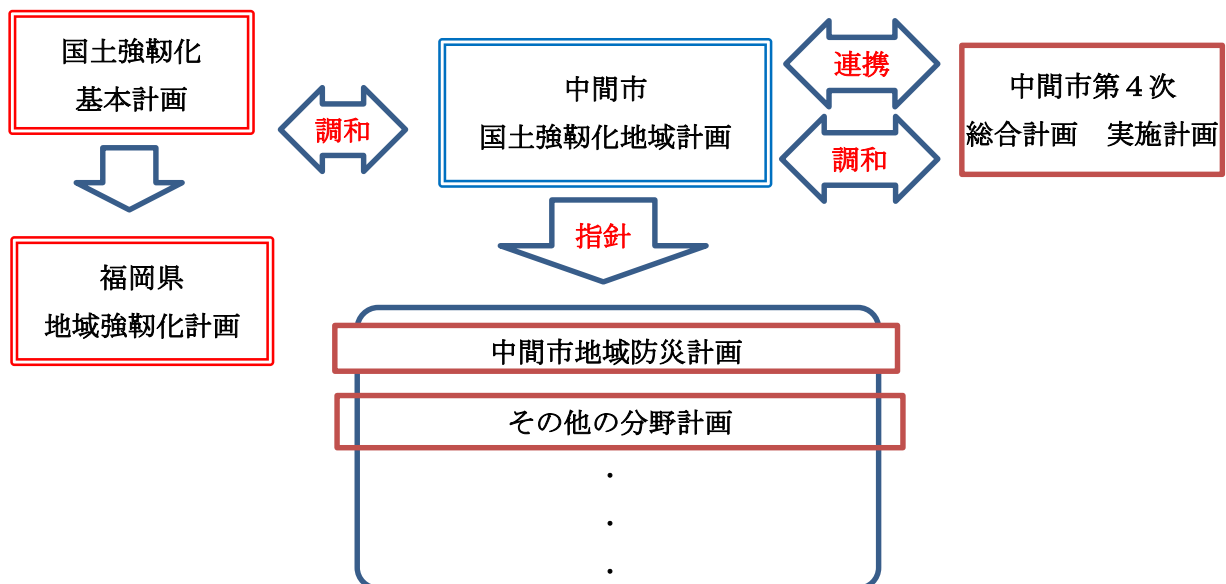 国土強靭化
基本計画
調和
中間市
国土強靭化地域計画
連携
調和
中間市第４次
総合計画　実施計画
指針
福岡県
地域強靭化計画
中間市地域防災計画
その他の分野計画
・
・
・